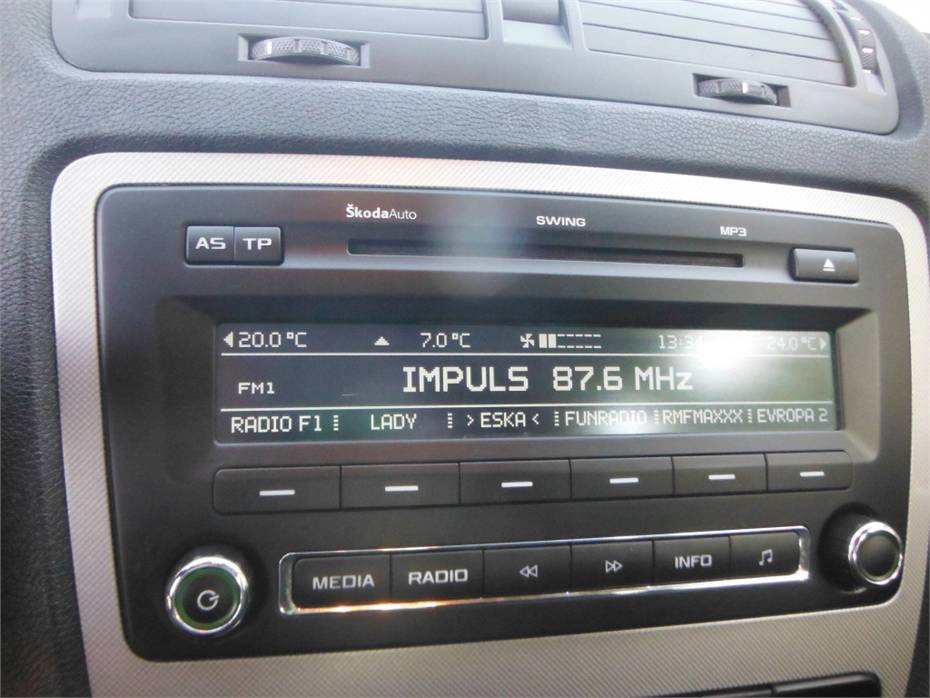 ŠkodaAuto
SWING
MP3
AS TP
20.0 °C 7.0°C 13:34 24.0°C
FM1 IMPULS 87.6 MHz
RADIO F1 LADY >ESKA< FUNRADIO RMFMAXXX EVROPA 2
MEDIA RADIO INFO